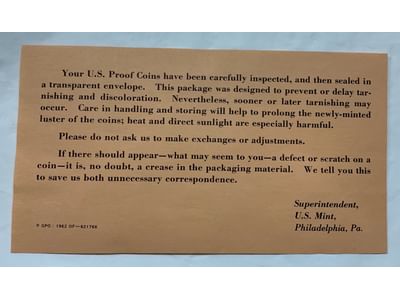 Your U.S. Proof Coins have been carefully inspected, and then sealed in
a transparent envelope. This package was designed to prevent or delay tar-
nishing and discoloration. Nevertheless, sooner or later tarnishing may
occur. Care in handling and storing will help to prolong the newly-minted
luster of the coins; heat and direct sunlight are especially harmful.
Please do not ask us to make exchanges or adjustments.
If there should appear—what may seem to you—a defect or scratch on a
coin—it is, no doubt, a crease in the packaging material. We tell you this
to save us both unnecessary correspondence.
Superintendent,
U.S. Mint,
Philadelphia, Pa.
GPO : 1962 OF—621766